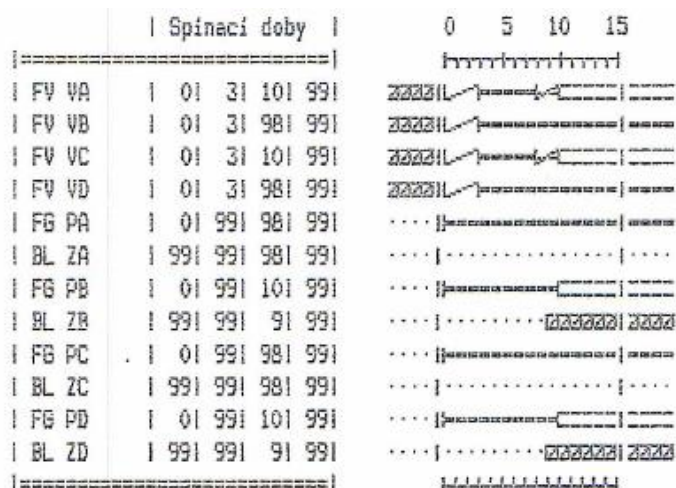 | Spínací doby | 0 5 10 15
| FV VA | 0| 3| 10| 99|
| FV VB | 0| 3| 98| 99|
| FV VC | 0| 3| 10| 99|
| FV VD | 0| 3| 98| 99|
| FG PA | 0| 99| 98| 99|
| BL ZA | 99| 99| 98| 99|
| FG PB | 0| 99| 10| 99|
| BL ZB | 99| 99| 9| 99|
| FG PC . | 0| 99| 98| 99|
| BL ZC | 99| 99| 98| 99|
| FG PD | 0| 99| 10| 99|
| BL ZD | 99| 99| 9| 99|